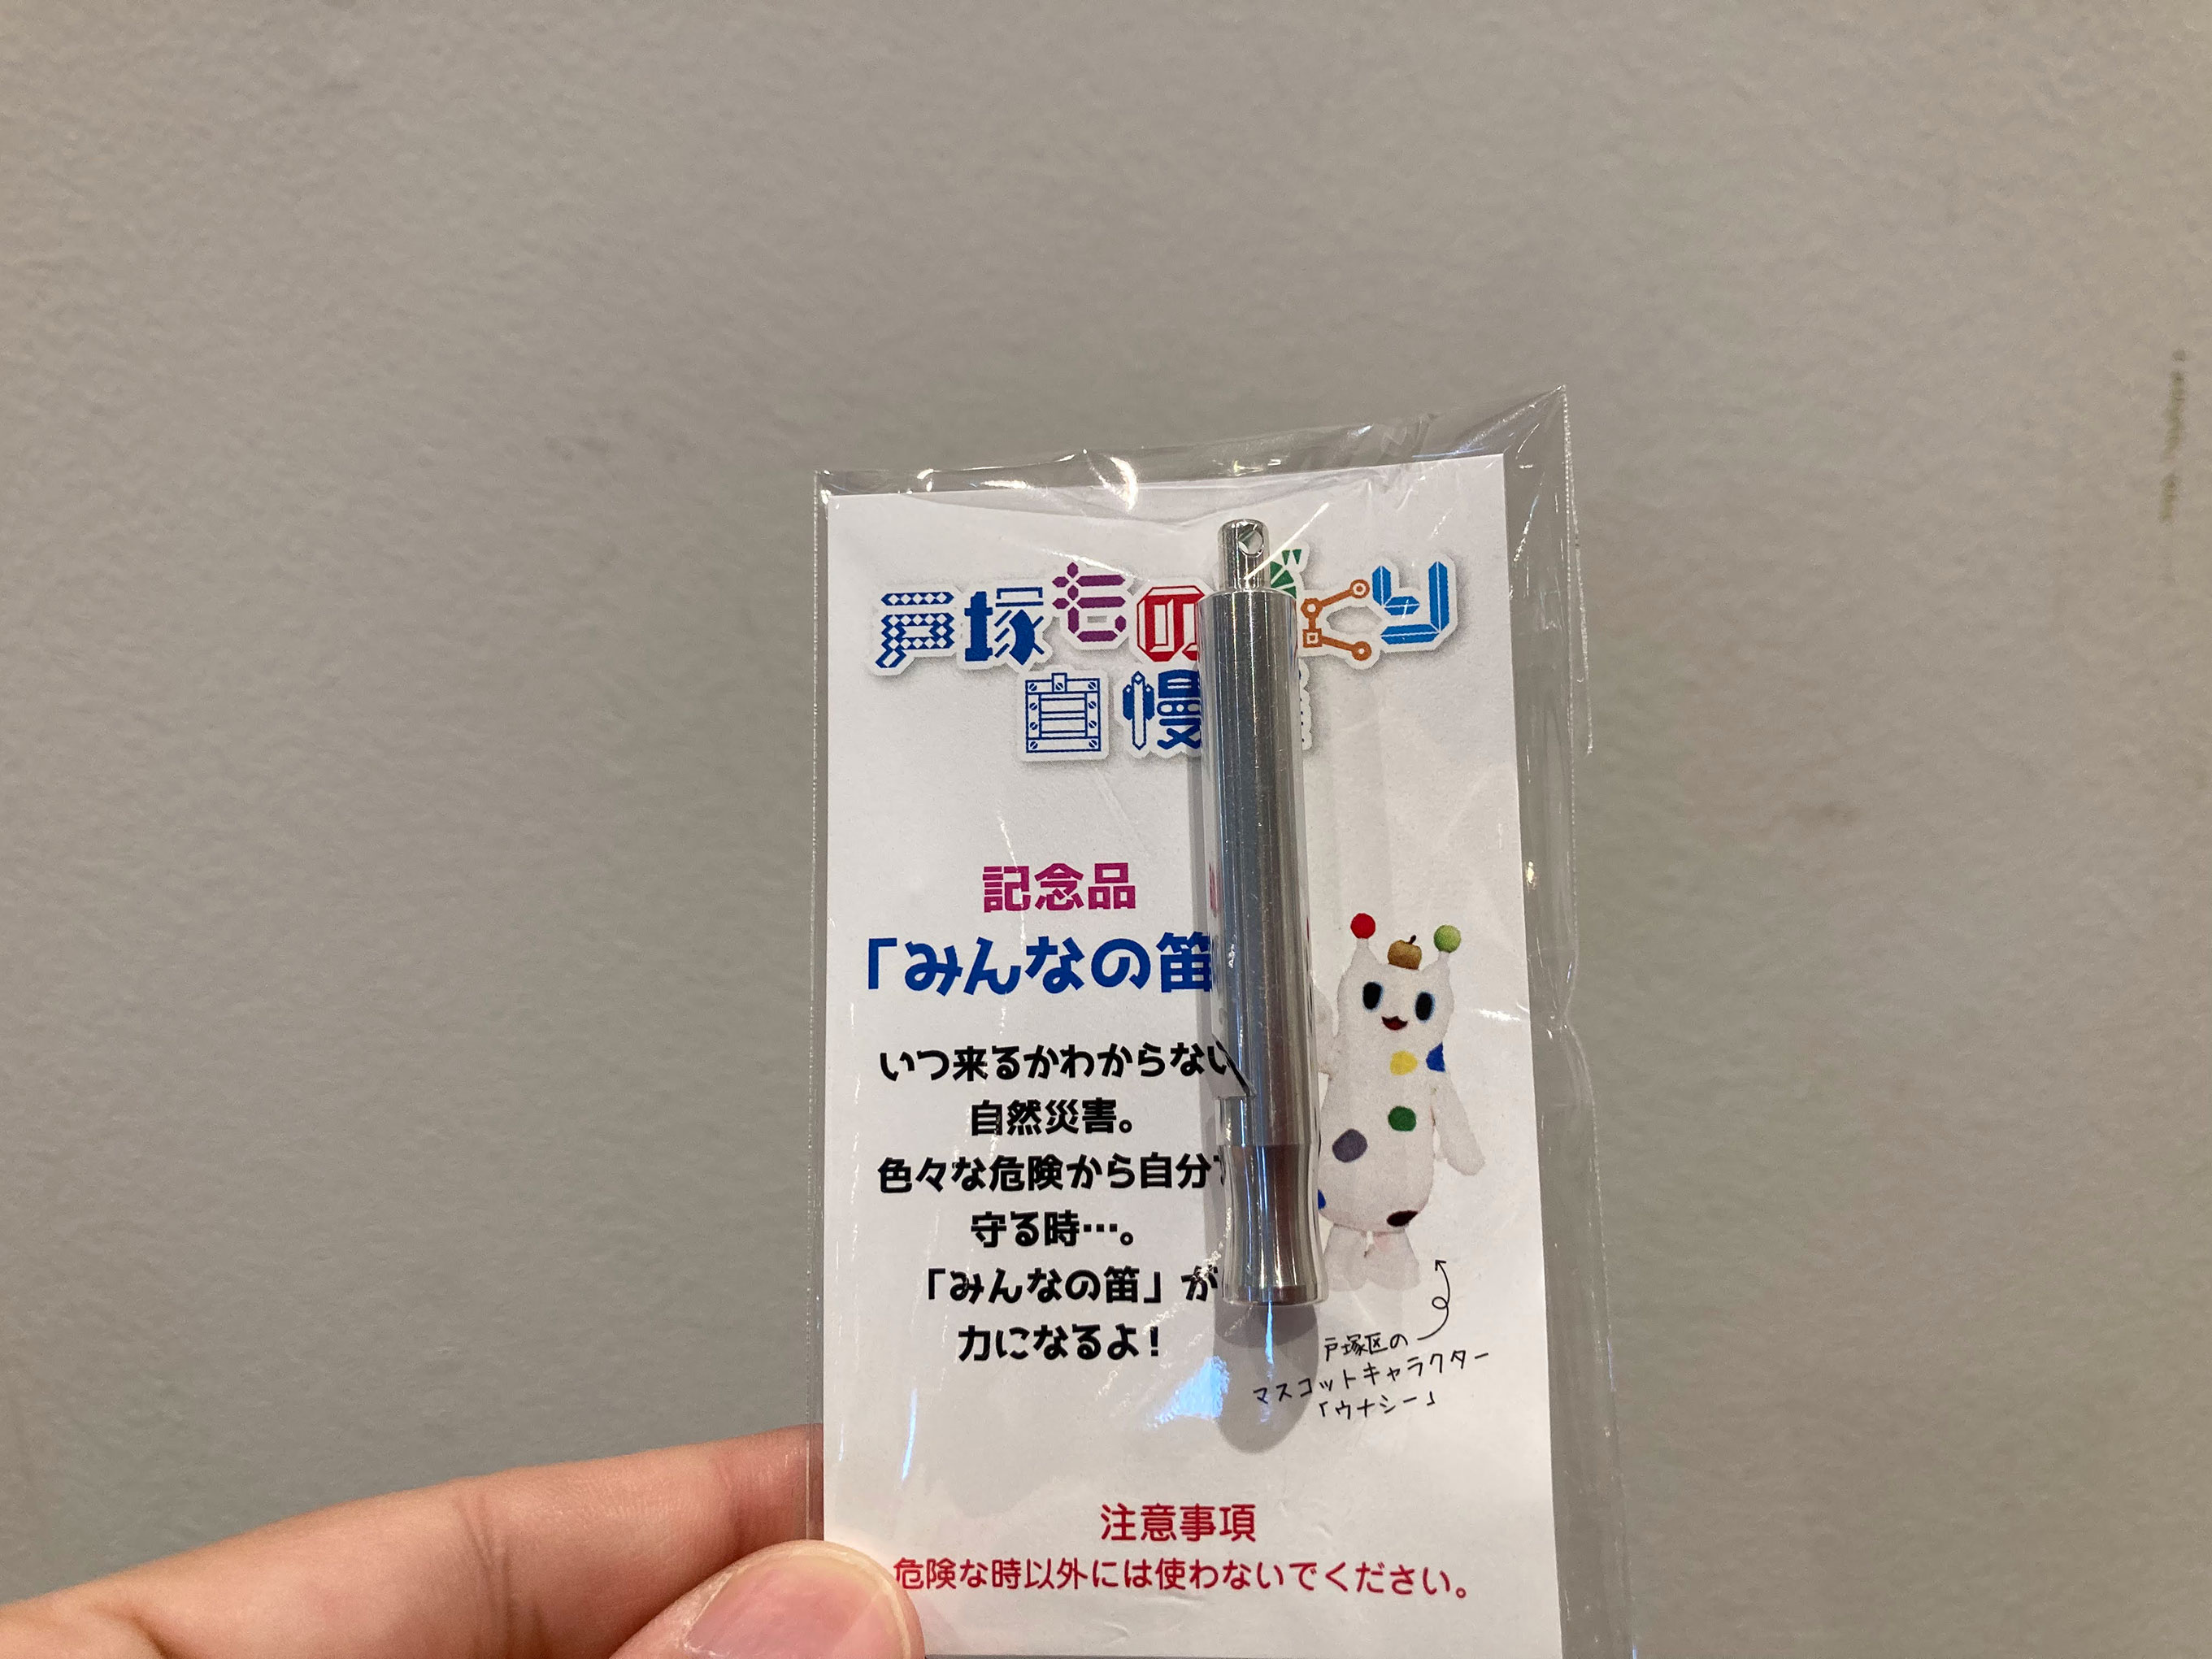 戸塚ものづくり
自慢
記念品
「みんなの笛
いつ来るかわからない
自然災害。
色々な危険から自分
守る時…。
「みんなの笛」が
力になるよ！
戸塚区の
マスコットキャラクター
「ウナシー」
注意事項
危険な時以外には使わないでください。